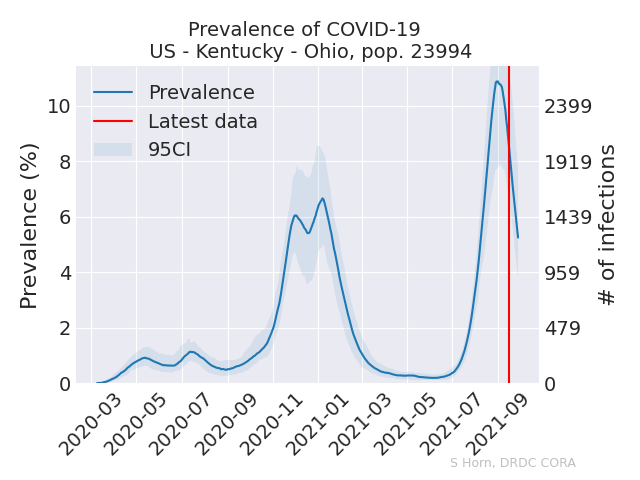 Prevalence of COVID-19
US - Kentucky - Ohio, pop. 23994
Prevalence
Latest data
95CI
Prevalence (%)
10
8
6
4
2
0
# of infections
2399
1919
1439
959
479
0
2020-03
2020-05
2020-07
2020-09
2020-11
2021-01
2021-03
2021-05
2021-07
2021-09
S Horn, DRDC CORA